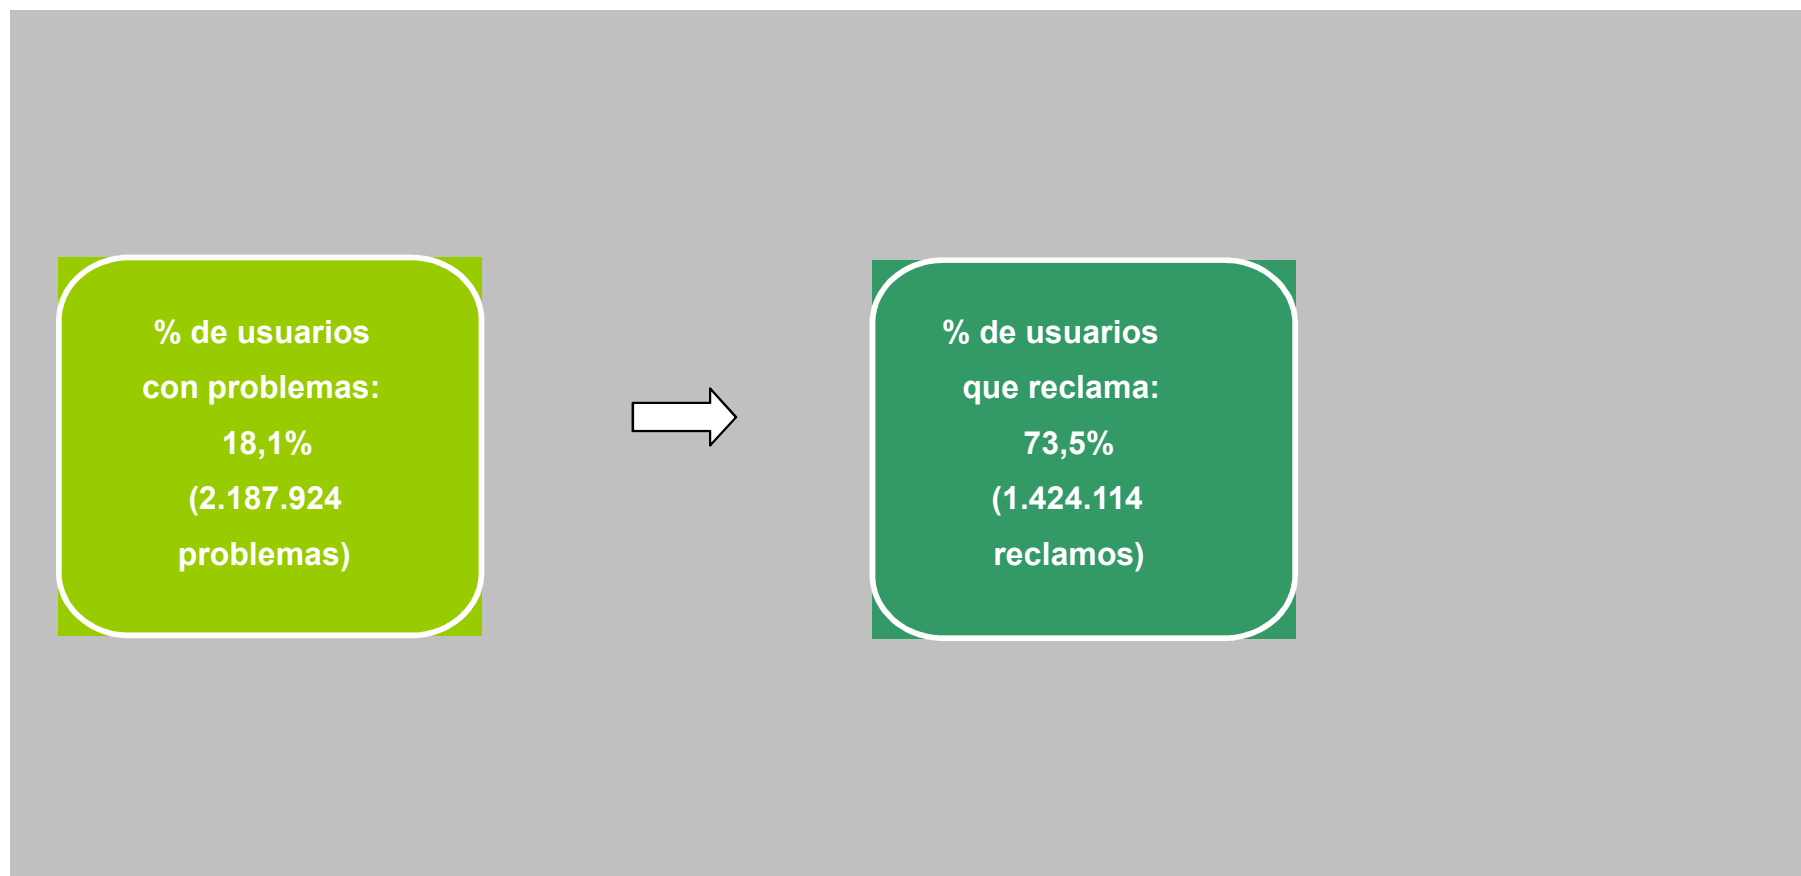 % de usuarios
con problemas:
18,1%
(2.187.924
problemas)
% de usuarios
que reclama:
73,5%
(1.424.114
reclamos)